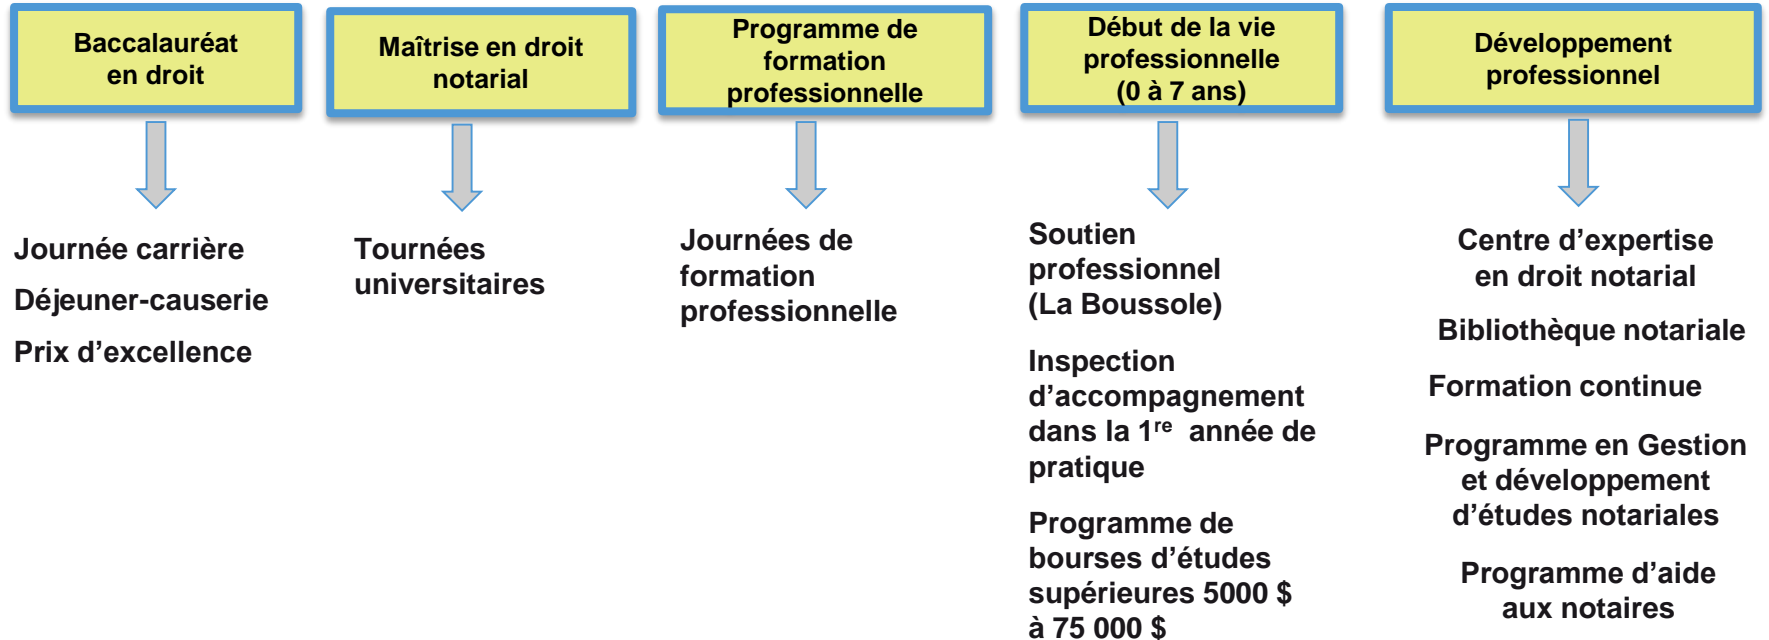 Baccalauréat
en droit
Maîtrise en droit
notarial
Programme de
formation
professionnelle
Début de la vie
professionnelle
(0 à 7 ans)
Développement
professionnel
Journée carrière
Déjeuner-causerie
Prix d’excellence
Tournées
universitaires
Journées de
formation
professionnelle
Soutien
professionnel
(La Boussole)
Inspection
d’accompagnement
dans la 1re année de
pratique
Programme de
bourses d’études
supérieures 5000 $
à 75 000 $
Centre d’expertise
en droit notarial
Bibliothèque notariale
Formation continue
Programme en Gestion
et développement
d’études notariales
Programme d’aide
aux notaires